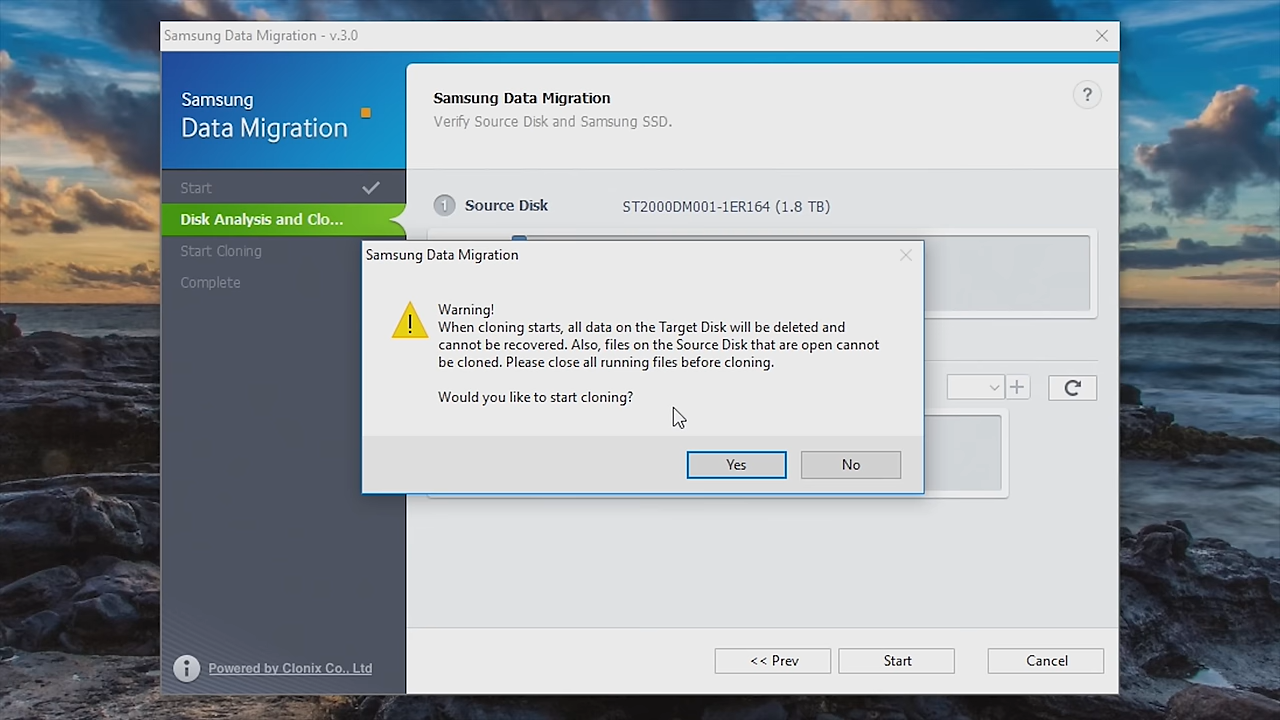 Samsung Data Migration - v.3.0
Samsung
Data Migration
Samsung Data Migration
Verify Source Disk and Samsung SSD.
?
Start
Disk Analysis and Clo...
Start Cloning
Complete
1 Source Disk ST2000DM001-1ER164 (1.8 TB)
Samsung Data Migration
Warning!
When cloning starts, all data on the Target Disk will be deleted and
cannot be recovered. Also, files on the Source Disk that are open cannot
be cloned. Please close all running files before cloning.
Would you like to start cloning?
Yes No
Powered by Clonix Co., Ltd
<< Prev Start Cancel